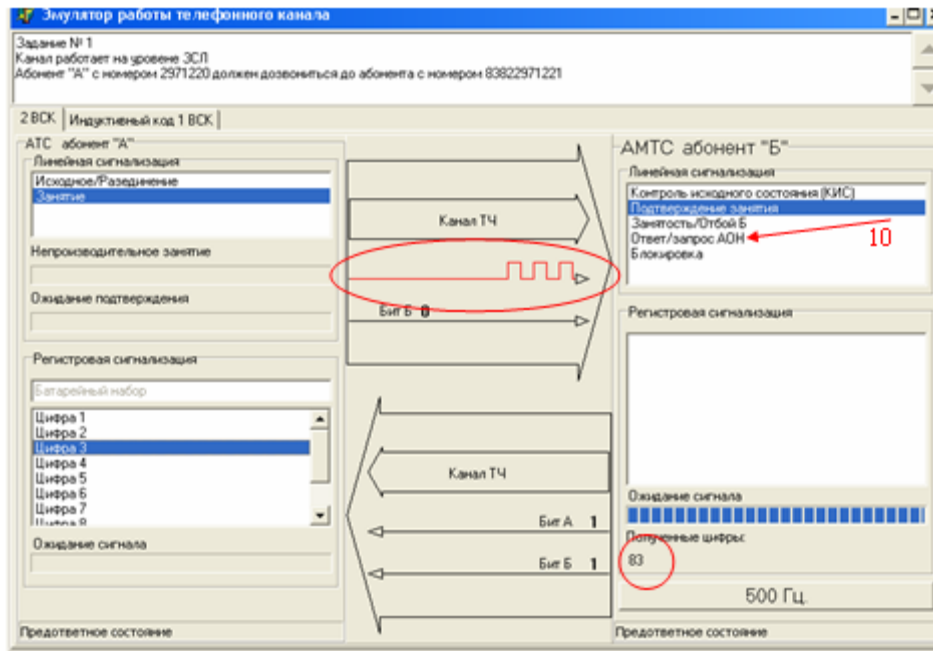 Эмулятор работы телефонного канала
Задание № 1
Канал работает на уровене ЗСЛ
Абонент "А" с номером 2971220 должен дозвониться до абонента с номером 83822971221
2 ВСК
Индуктивный код 1 ВСК
АТС абонент "А"
Линейная сигнализация
Исходное/Разединение
Занятие
Непроизводительное занятие
Ожидание подтверждения
Регистровая сигнализация
Батарейный набор
Цифра 1
Цифра 2
Цифра 3
Цифра 4
Цифра 5
Цифра 6
Цифра 7
Цифра 8
Ожидание сигнала
Предответное состояние
Канал ТЧ
Бит Б 0
Канал ТЧ
Бит А 1
Бит Б 1
АМТС абонент "Б"
Линейная сигнализация
Контроль исходного состояния (КИС)
Подтверждение занятия
Занятость/Отбой Б
Ответ/запрос АОН
10
Блокировка
Регистровая сигнализация
Ожидание сигнала
Полученные цифры:
83
500 Гц.
Предответное состояние